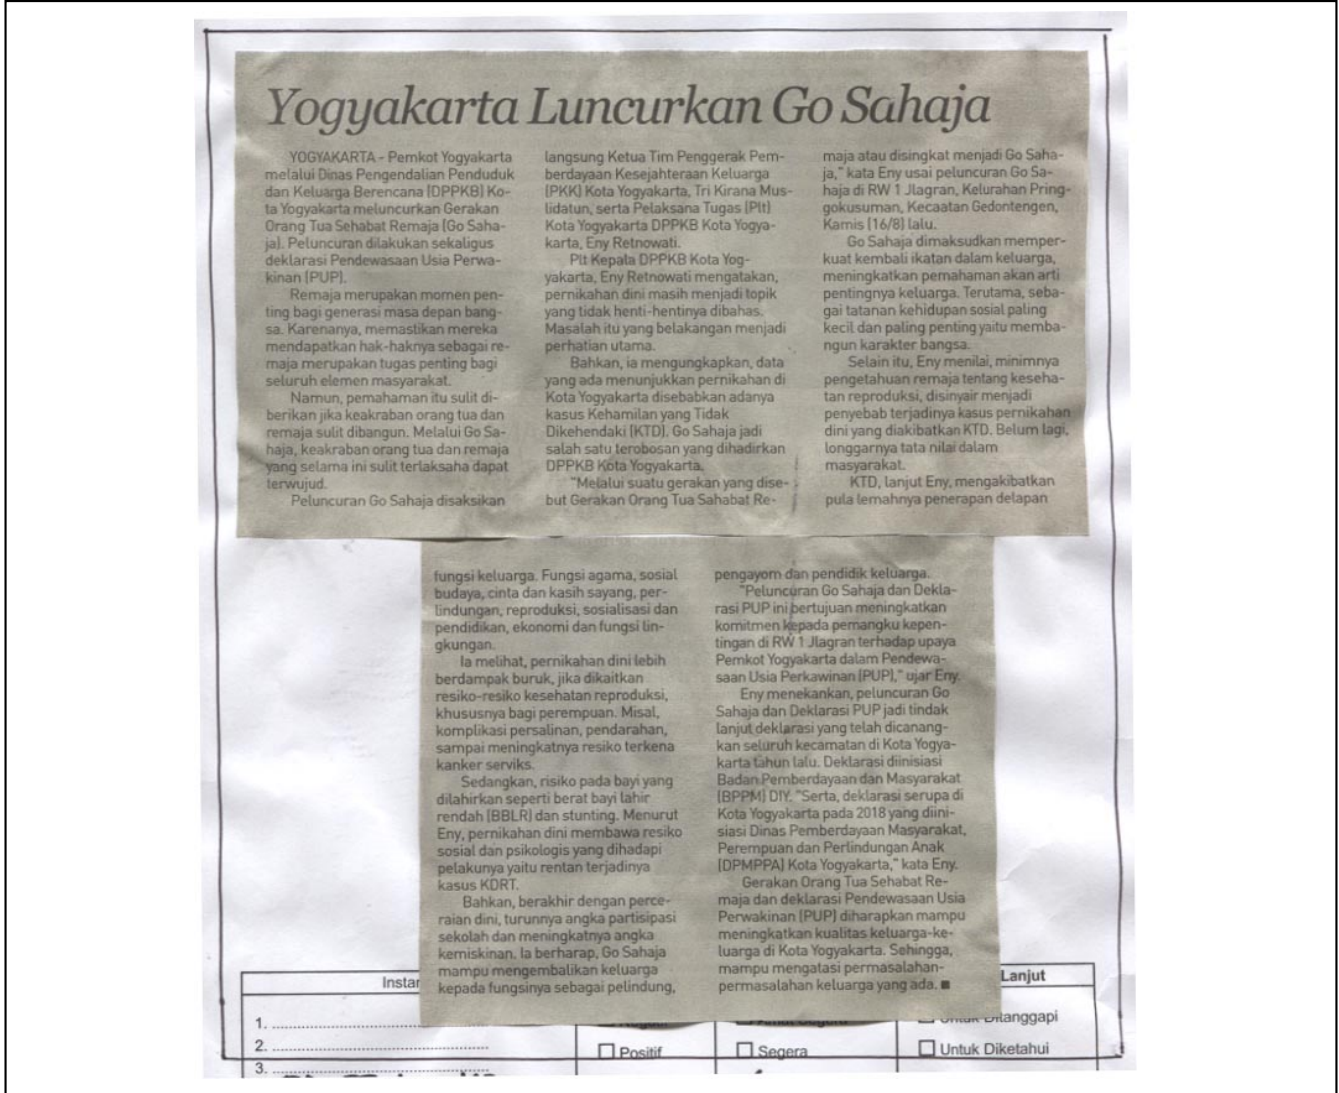 Yogyakarta Luncurkan Go Sahaja
YOGYAKARTA - Pemkot Yogyakarta
melalui Dinas Pengendalian Penduduk
dan Keluarga Berencana (DPPKB) Ko-
ta Yogyakarta meluncurkan Gerakan
Orang Tua Sehabat Remaja (Go Saha-
ja). Peluncuran dilakukan sekaligus
deklarasi Pendewasaan Usia Perwa-
kinan (PUP).
Remaja merupakan momen pen-
ting bagi generasi masa depan bang-
sa. Karenanya, memastikan mereka
mendapatkan hak-haknya sebagai re-
maja merupakan tugas penting bagi
seluruh elemen masyarakat.
Namun, pemahaman itu sulit di-
berikan jika keakraban orang tua dan
remaja sulit dibangun. Melalui Go Sa-
haja, keakraban orang tua dan remaja
yang selama ini sulit terlaksaha dapat
terwujud.
Peluncuran Go Sahaja disaksikan
langsung Ketua Tim Penggerak Pem-
berdayaan Kesejahteraan Keluarga
(PKK) Kota Yogyakarta, Tri Kirana Mus-
lidatun, serta Pelaksana Tugas (Plt)
Kota Yogyakarta DPPKB Kota Yogya-
karta, Eny Retnowati.
Plt Kepala DPPKB Kota Yog-
yakarta, Eny Retnowati mengatakan,
pernikahan dini masih menjadi topik
yang tidak henti-hentinya dibahas.
Masalah itu yang belakangan menjadi
perhatian utama.
Bahkan, ia mengungkapkan, data
yang ada menunjukkan pernikahan di
Kota Yogyakarta disebabkan adanya
kasus Kehamilan yang Tidak
Dikehendaki (KTD). Go Sahaja jadi
salah satu terobosan yang dihadirkan
DPPKB Kota Yogyakarta.
"Melalui suatu gerakan yang dise-
but Gerakan Orang Tua Sahabat Re-
maja atau disingkat menjadi Go Saha-
ja," kata Eny usai peluncuran Go Sa-
haja di RW 1 Jlagran, Kelurahan Pring-
gokusuman, Kecaatan Gedontengen,
Kamis (16/8) lalu.
Go Sahaja dimaksudkan memper-
kuat kembali ikatan dalam keluarga,
meningkatkan pemahaman akan arti
pentingnya keluarga. Terutama, seba-
gai tatanan kehidupan sosial paling
kecil dan paling penting yaitu memba-
ngun karakter bangsa.
Selain itu, Eny menilai, minimnya
pengetahuan remaja tentang keseha-
tan reproduksi, disinyair menjadi
penyebab terjadinya kasus pernikahan
dini yang diakibatkan KTD. Belum lagi,
longgarnya tata nilai dalam
masyarakat.
KTD, lanjut Eny, mengakibatkan
pula lemahnya penerapan delapan
fungsi keluarga. Fungsi agama, sosial
budaya, cinta dan kasih sayang, per-
lindungan, reproduksi, sosialisasi dan
pendidikan, ekonomi dan fungsi lin-
gkungan.
Ia melihat, pernikahan dini lebih
berdampak buruk, jika dikaitkan
resiko-resiko kesehatan reproduksi,
khususnya bagi perempuan. Misal,
komplikasi persalinan, pendarahan,
sampai meningkatnya resiko terkena
kanker serviks.
Sedangkan, risiko pada bayi yang
dilahirkan seperti berat bayi lahir
rendah (BBLR) dan stunting. Menurut
Eny, pernikahan dini membawa resiko
sosial dan psikologis yang dihadapi
pelakunya yaitu rentan terjadinya
kasus KDRT.
Bahkan, berakhir dengan perce-
raian dini, turunnya angka partisipasi
sekolah dan meningkatnya angka
kemiskinan. Ia berharap, Go Sahaja
mampu mengembalikan keluarga
kepada fungsinya sebagai pelindung,
pengayom dan pendidik keluarga.
"Peluncuran Go Sahaja dan Dekla-
rasi PUP ini bertujuan meningkatkan
komitmen kepada pemangku kepen-
tingan di RW 1 Jlagran terhadap upaya
Pemkot Yogyakarta dalam Pendewa-
saan Usia Perkawinan (PUP)," ujar Eny.
Eny menekankan, peluncuran Go
Sahaja dan Deklarasi PUP jadi tindak
lanjut deklarasi yang telah dicanang-
kan seluruh kecamatan di Kota Yogya-
karta tahun lalu. Deklarasi diinisiasi
Badan Pemberdayaan dan Masyarakat
(BPPM) DIY. "Serta, deklarasi serupa di
Kota Yogyakarta pada 2018 yang diini-
siasi Dinas Pemberdayaan Masyarakat,
Perempuan dan Perlindungan Anak
(DPMPPA) Kota Yogyakarta," kata Eny.
Gerakan Orang Tua Sehabat Re-
maja dan deklarasi Pendewasaan Usia
Perwakinan (PUP) diharapkan mampu
meningkatkan kualitas keluarga-ke-
luarga di Kota Yogyakarta. Sehingga,
mampu mengatasi permasalahan-
permasalahan keluarga yang ada.
Instan Lanjut
1. Untuk Ditanggapi
2. Positif Segera Untuk Diketahui
3.